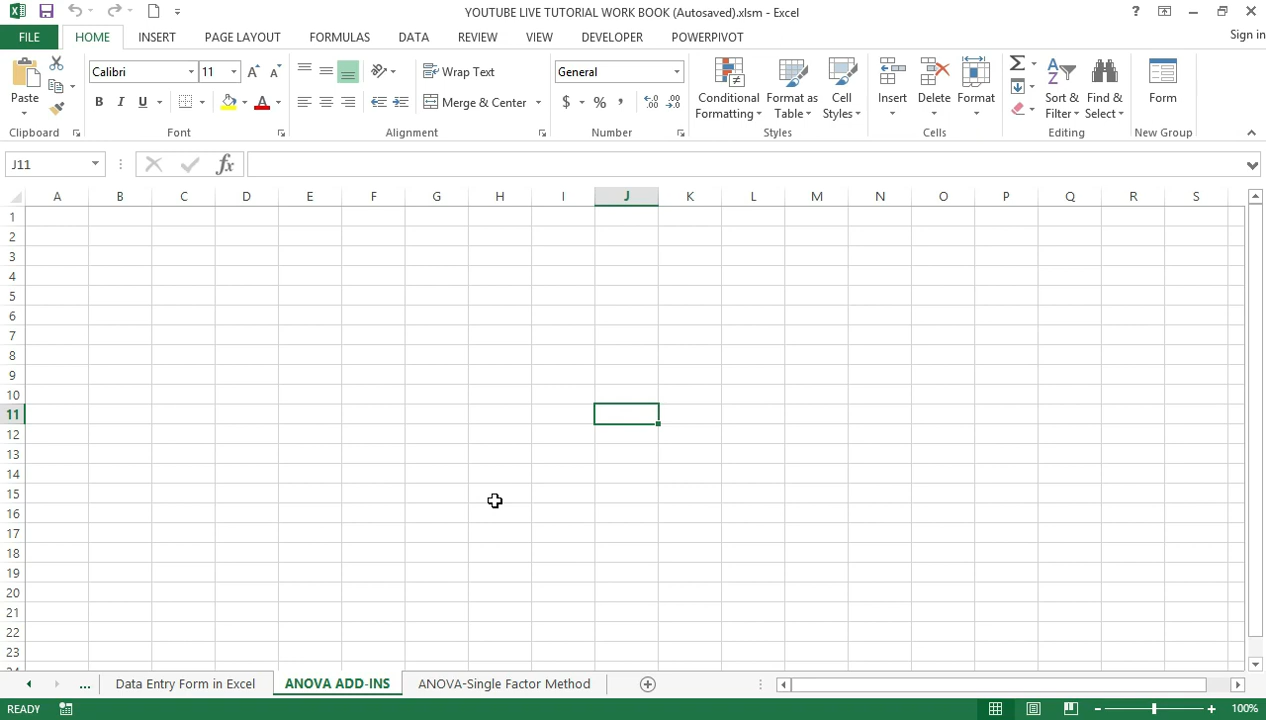 YOUTUBE LIVE TUTORIAL WORK BOOK (Autosaved).xlsm - Excel
?
FILE HOME INSERT PAGE LAYOUT FORMULAS DATA REVIEW VIEW DEVELOPER POWERPIVOT Sign in
Calibri 11 Wrap Text General
Paste B I U Merge & Center $ % , Conditional Formatting Format as Table Cell Styles Insert Delete Format Sort & Filter Find & Select Form
Clipboard Font Alignment Number Styles Cells Editing New Group
J11 fx
A B C D E F G H I J K L M N O P Q R S
1
2
3
4
5
6
7
8
9
10
11
12
13
14
15
16
17
18
19
20
21
22
23
... Data Entry Form in Excel ANOVA ADD-INS ANOVA-Single Factor Method
READY 100%